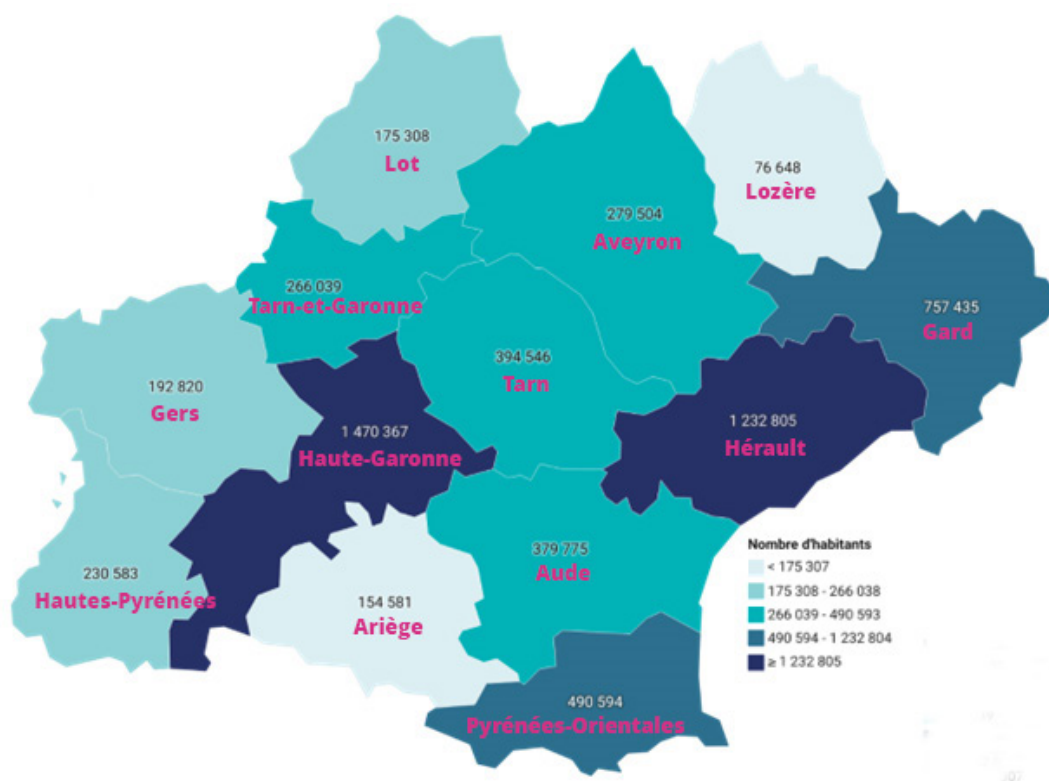 175 308
Lot
76 648
Lozère
279 504
Aveyron
266 039
Tarn-et-Garonne
757 435
Gard
394 546
Tarn
192 820
Gers
1 470 367
Haute-Garonne
1 232 805
Hérault
379 775
Aude
230 583
Hautes-Pyrénées
154 581
Ariège
490 594
Pyrénées-Orientales
Nombre d'habitants
< 175 307
175 308 - 266 038
266 039 - 490 593
490 594 - 1 232 804
≥ 1 232 805